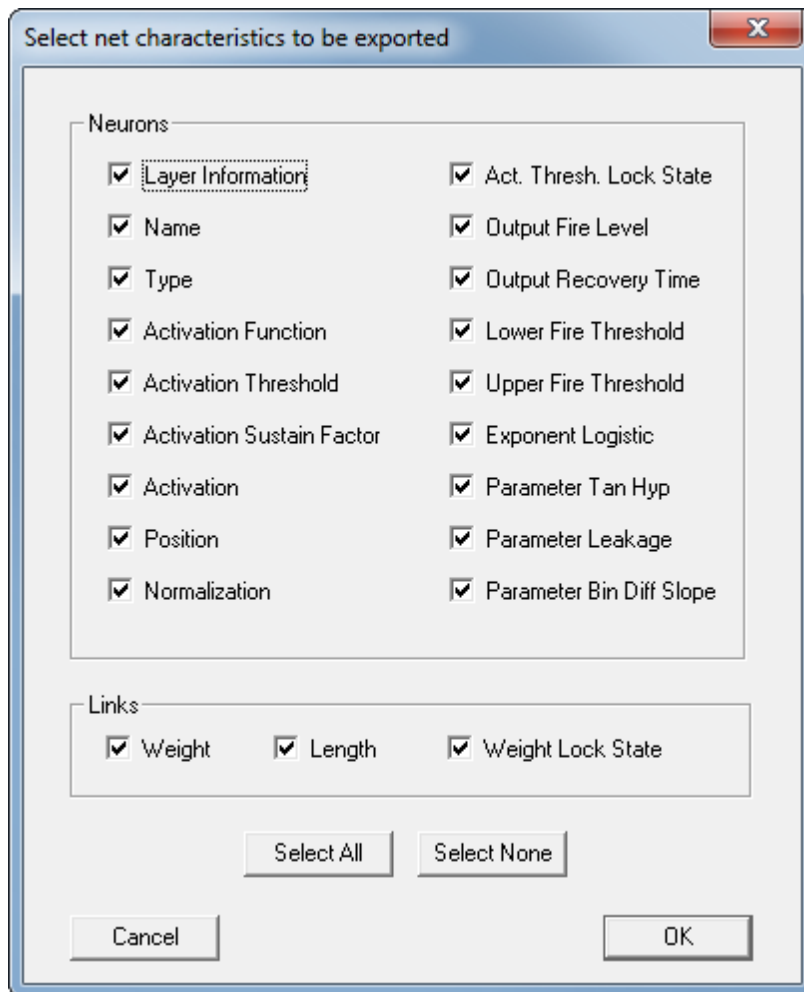 Select net characteristics to be exported
Neurons
Layer Information
Name
Type
Activation Function
Activation Threshold
Activation Sustain Factor
Activation
Position
Normalization
Act. Thresh. Lock State
Output Fire Level
Output Recovery Time
Lower Fire Threshold
Upper Fire Threshold
Exponent Logistic
Parameter Tan Hyp
Parameter Leakage
Parameter Bin Diff Slope
Links
Weight
Length
Weight Lock State
Select All
Select None
Cancel
OK